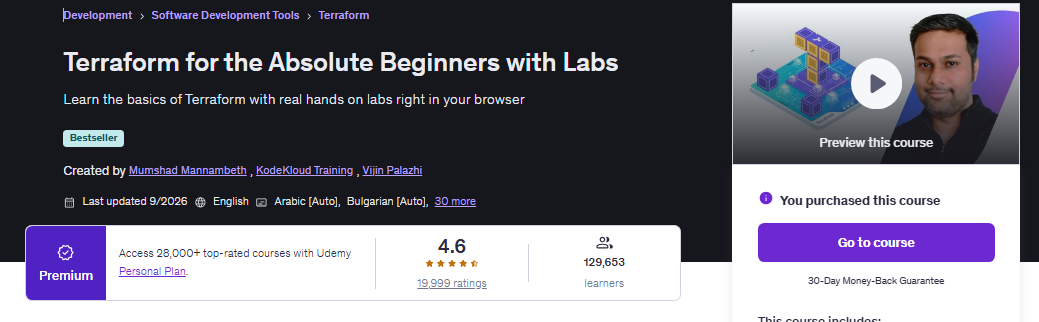 Development › Software Development Tools › Terraform
Terraform for the Absolute Beginners with Labs
Learn the basics of Terraform with real hands on labs right in your browser
Bestseller
Created by Mumshad Mannambeth , KodeKloud Training , Vijin Palazhi
Last updated 9/2026 English Arabic [Auto], Bulgarian [Auto], 30 more
Premium
Access 28,000+ top-rated courses with Udemy
Personal Plan.
4.6
19,999 ratings
129,653
learners
Preview this course
You purchased this course
Go to course
30-Day Money-Back Guarantee
This course includes: